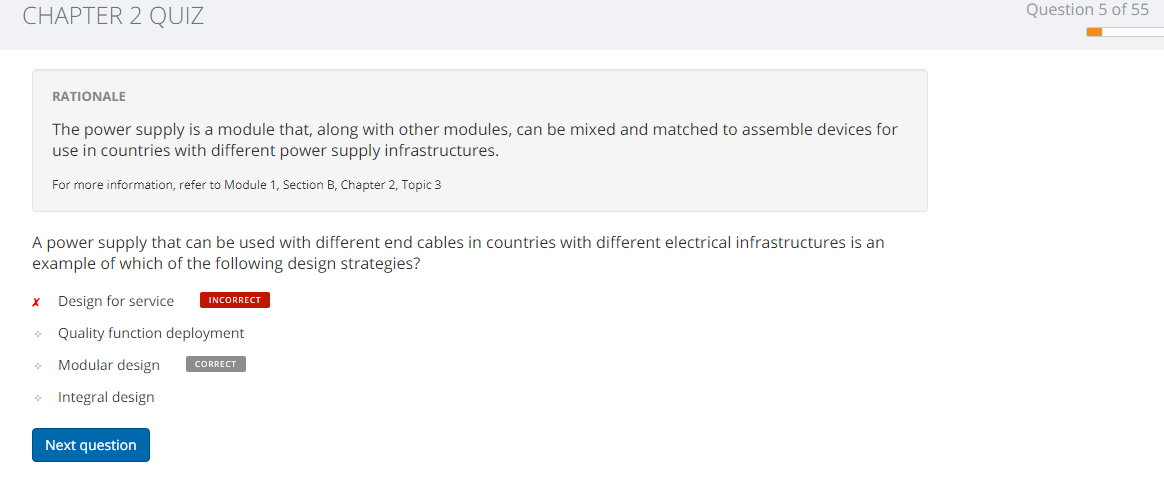 CHAPTER 2 QUIZ
Question 5 of 55
RATIONALE
The power supply is a module that, along with other modules, can be mixed and matched to assemble devices for
use in countries with different power supply infrastructures.
For more information, refer to Module 1, Section B, Chapter 2, Topic 3
A power supply that can be used with different end cables in countries with different electrical infrastructures is an
example of which of the following design strategies?
✗ Design for service INCORRECT
Quality function deployment
Modular design CORRECT
Integral design
Next question